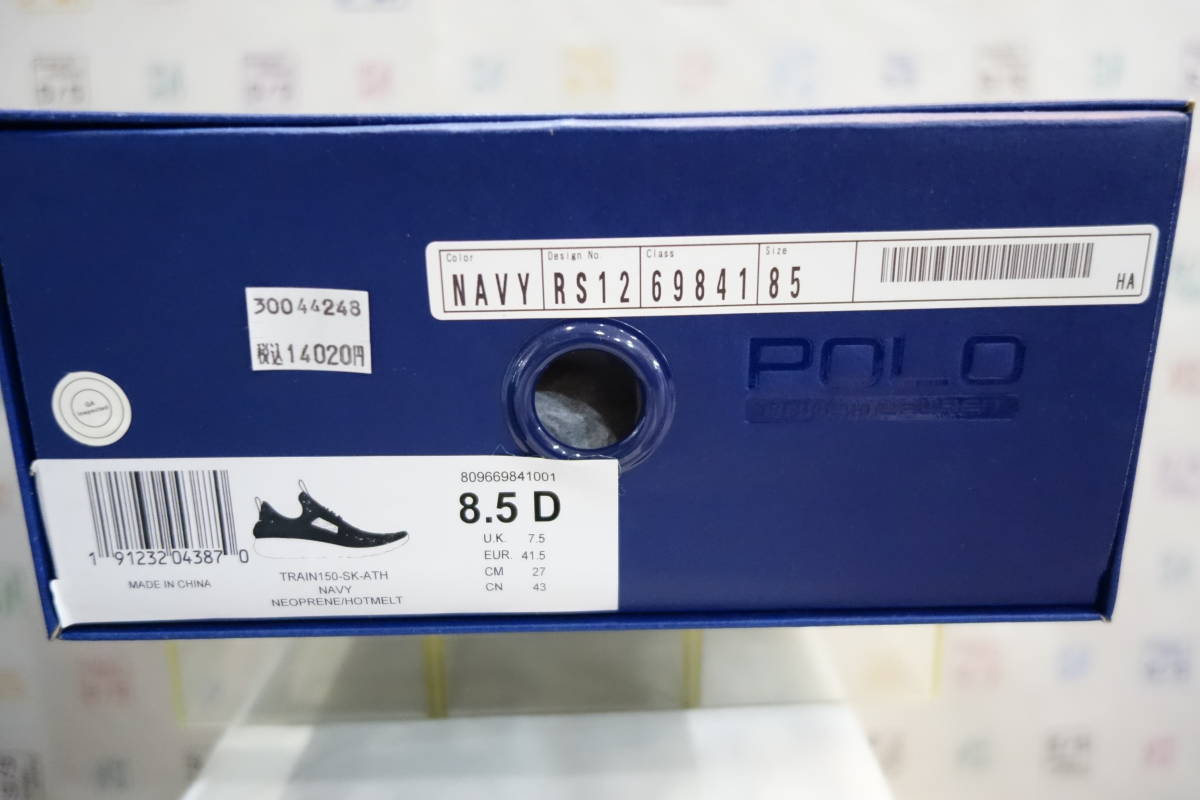 Color
NAVY
Design No
RS12
Class
69841
Size
85
HA
30044248
税込14020円
POLO
QA
Inspected
1 91232 04387 0
MADE IN CHINA
TRAIN150-SK-ATH
NAVY
NEOPRENE/HOTMELT
809669841001
8.5 D
U.K. 7.5
EUR. 41.5
CM 27
CN 43